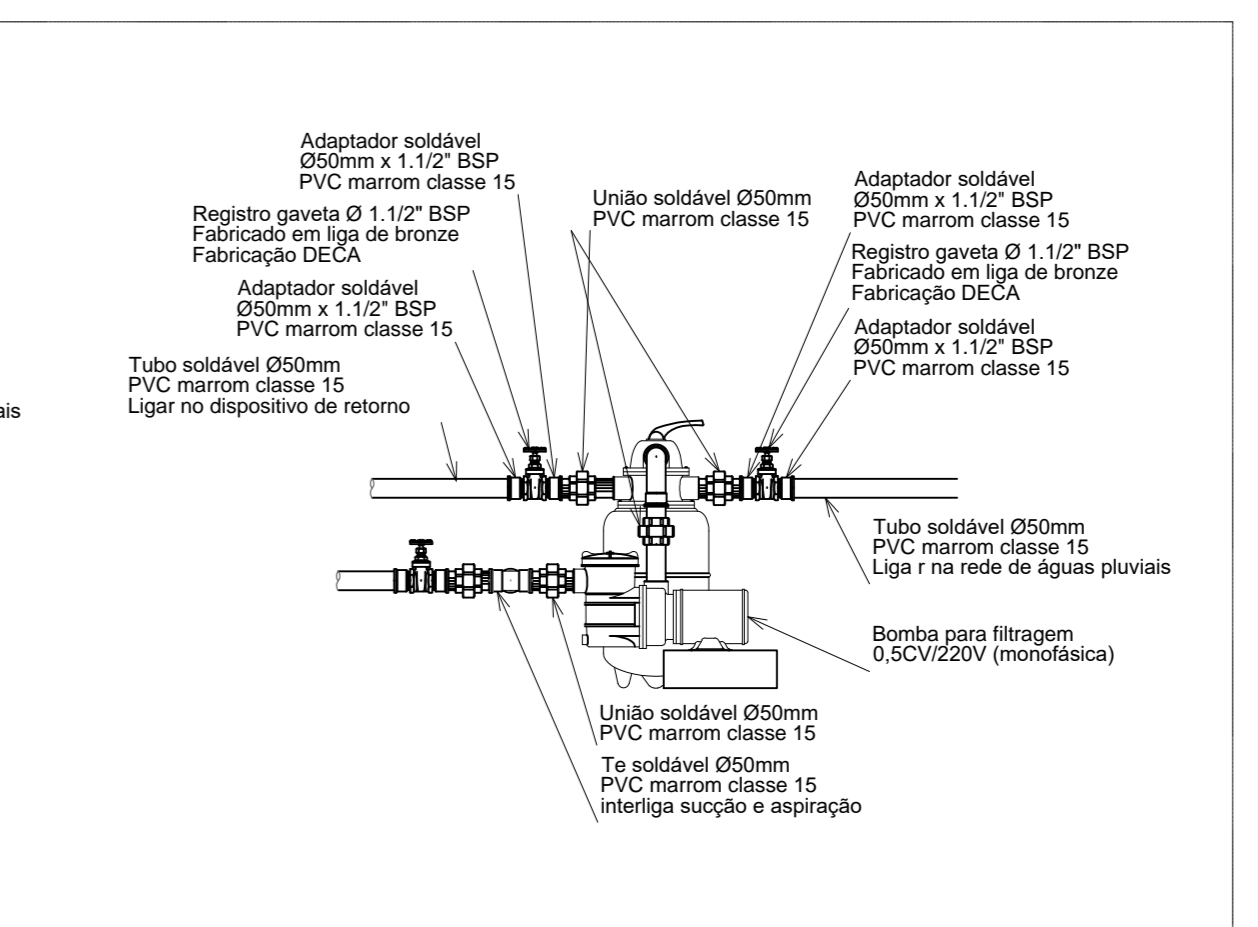 Adaptador soldável
Ø50mm x 1.1/2" BSP
PVC marrom classe 15
Registro gaveta Ø 1.1/2" BSP
Fabricado em liga de bronze
Fabricação DECA
Adaptador soldável
Ø50mm x 1.1/2" BSP
PVC marrom classe 15
Tubo soldável Ø50mm
PVC marrom classe 15
Ligar no dispositivo de retorno
ais
União soldável Ø50mm
PVC marrom classe 15
Adaptador soldável
Ø50mm x 1.1/2" BSP
PVC marrom classe 15
Registro gaveta Ø 1.1/2" BSP
Fabricado em liga de bronze
Fabricação DECA
Adaptador soldável
Ø50mm x 1.1/2" BSP
PVC marrom classe 15
Tubo soldável Ø50mm
PVC marrom classe 15
Liga r na rede de águas pluviais
Bomba para filtragem
0,5CV/220V (monofásica)
União soldável Ø50mm
PVC marrom classe 15
Te soldável Ø50mm
PVC marrom classe 15
interliga sucção e aspiração